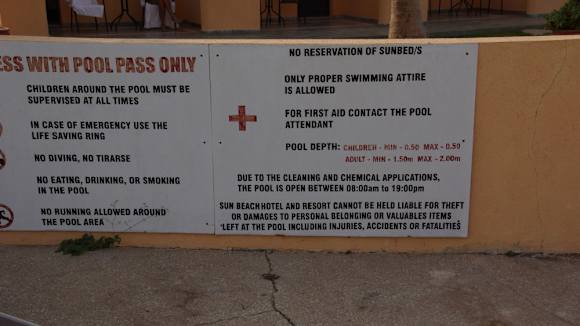 ESS WITH POOL PASS ONLY
CHILDREN AROUND THE POOL MUST BE
SUPERVISED AT ALL TIMES
IN CASE OF EMERGENCY USE THE
LIFE SAVING RING
NO DIVING, NO TIRARSE
NO EATING, DRINKING, OR SMOKING
IN THE POOL
NO RUNNING ALLOWED AROUND
THE POOL AREA
NO RESERVATION OF SUNBED/S
ONLY PROPER SWIMMING ATTIRE
IS ALLOWED
FOR FIRST AID CONTACT THE POOL
ATTENDANT
POOL DEPTH: CHILDREN - MIN - 0.50 MAX - 0.50
ADULT - MIN - 1.50m MAX - 2.00m
DUE TO THE CLEANING AND CHEMICAL APPLICATIONS,
THE POOL IS OPEN BETWEEN 08:00am to 19:00pm
SUN BEACH HOTEL AND RESORT CANNOT BE HELD LIABLE FOR THEFT
OR DAMAGES TO PERSONAL BELONGING OR VALUABLES ITEMS
'LEFT AT THE POOL INCLUDING INJURIES, ACCIDENTS OR FATALITIES